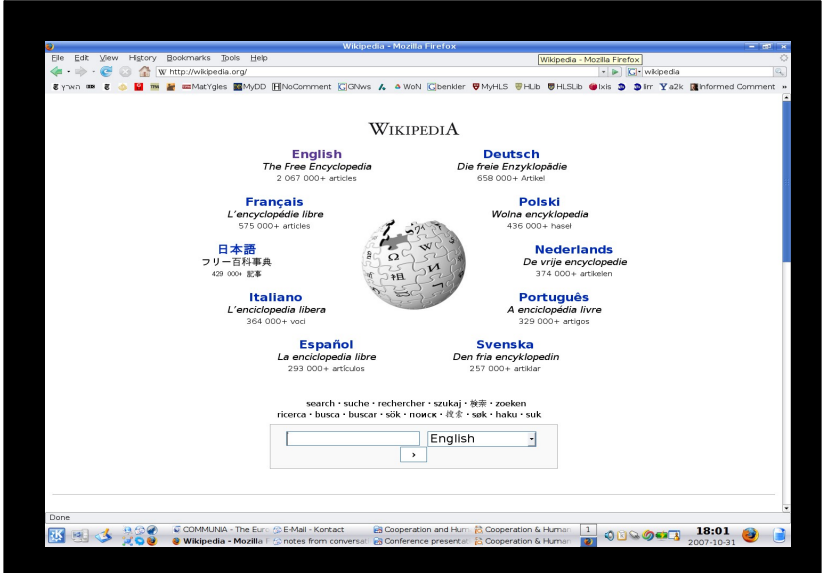 Wikipedia - Mozilla Firefox
File Edit View History Bookmarks Tools Help
Wikipedia - Mozilla Firefox
W http://wikipedia.org/
G wikipedia
הארץ MatYgles MyDD NoComment GNws WoN benkler MyHLS HLib HLSLib lxis lirr a2k Informed Comment »
WIKIPEDIA
English Deutsch
The Free Encyclopedia Die freie Enzyklopädie
2 067 000+ articles 658 000+ Artikel
Français Polski
L'encyclopédie libre Wolna encyklopedia
575 000+ articles 436 000+ haseł
日本語 Nederlands
フリー百科事典 De vrije encyclopedie
429 000+ 記事 374 000+ artikelen
Ω W И 祖
Italiano Português
L'enciclopedia libera A enciclopédia livre
364 000+ voci 329 000+ artigos
Español Svenska
La enciclopedia libre Den fria encyklopedin
293 000+ artículos 257 000+ artiklar
search · suche · rechercher · szukaj · 検索 · zoeken
ricerca · busca · buscar · sök · поиск · 搜索 · søk · haku · suk
English
›
Done
COMMUNIA - The Euro E-Mail - Kontact Cooperation and Hum Cooperation & Human 1
Wikipedia - Mozilla notes from conversat Conference presentat Cooperation & Human
18:01
2007-10-31